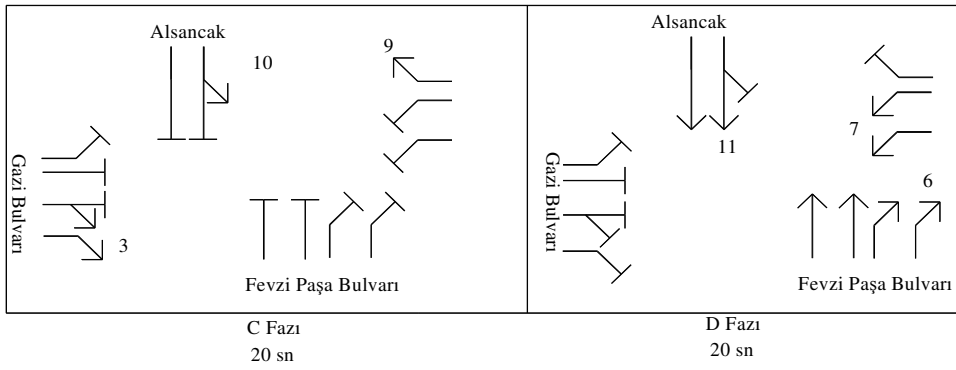 Alsancak
10
9
Gazi Bulvarı
3
Fevzi Paşa Bulvarı
C Fazı
20 sn
Alsancak
11
7
6
Gazi Bulvarı
Fevzi Paşa Bulvarı
D Fazı
20 sn